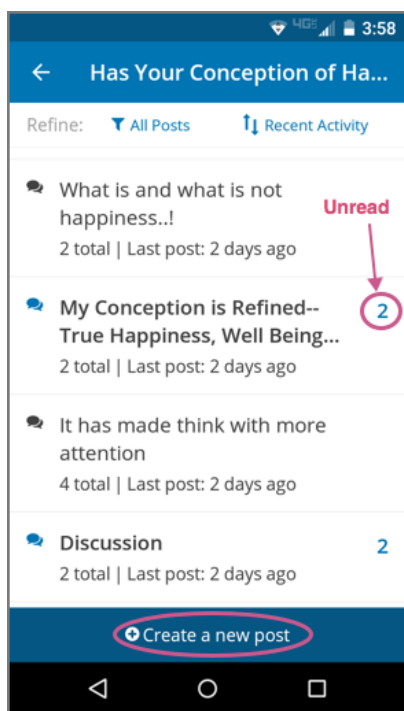 4G 3:58
Has Your Conception of Ha...
Refine: All Posts Recent Activity
What is and what is not
happiness..!
Unread
2 total | Last post: 2 days ago
My Conception is Refined-- 2
True Happiness, Well Being...
2 total | Last post: 2 days ago
It has made think with more
attention
4 total | Last post: 2 days ago
Discussion 2
2 total | Last post: 2 days ago
Create a new post